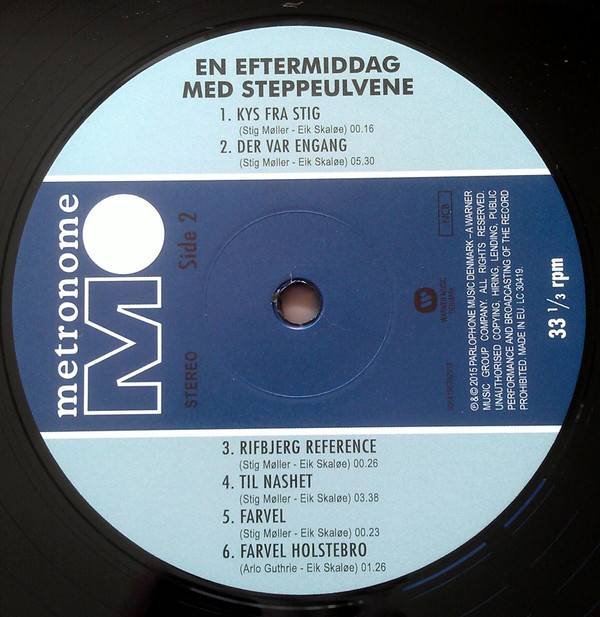 EN EFTERMIDDAG
MED STEPPEULVENE
1. KYS FRA STIG
(Stig Møller - Eik Skaløe) 00.16
2. DER VAR ENGANG
(Stig Møller - Eik Skaløe) 05.30
metronome
STEREO
Side 2
WARNER MUSIC
DENMARK
NCB
℗&©2015 PARLOPHONE MUSIC DENMARK – A WARNER
MUSIC GROUP COMPANY. ALL RIGHTS RESERVED.
UNAUTHORISED COPYING, HIRING, LENDING, PUBLIC
PERFORMANCE AND BROADCASTING OF THE RECORD
PROHIBITED. MADE IN EU. LC 30419.
33 1/3 rpm
3. RIFBJERG REFERENCE
(Stig Møller - Eik Skaløe) 00.26
4. TIL NASHET
(Stig Møller - Eik Skaløe) 03.38
5. FARVEL
(Stig Møller - Eik Skaløe) 00.23
6. FARVEL HOLSTEBRO
(Arlo Guthrie - Eik Skaløe) 01.26